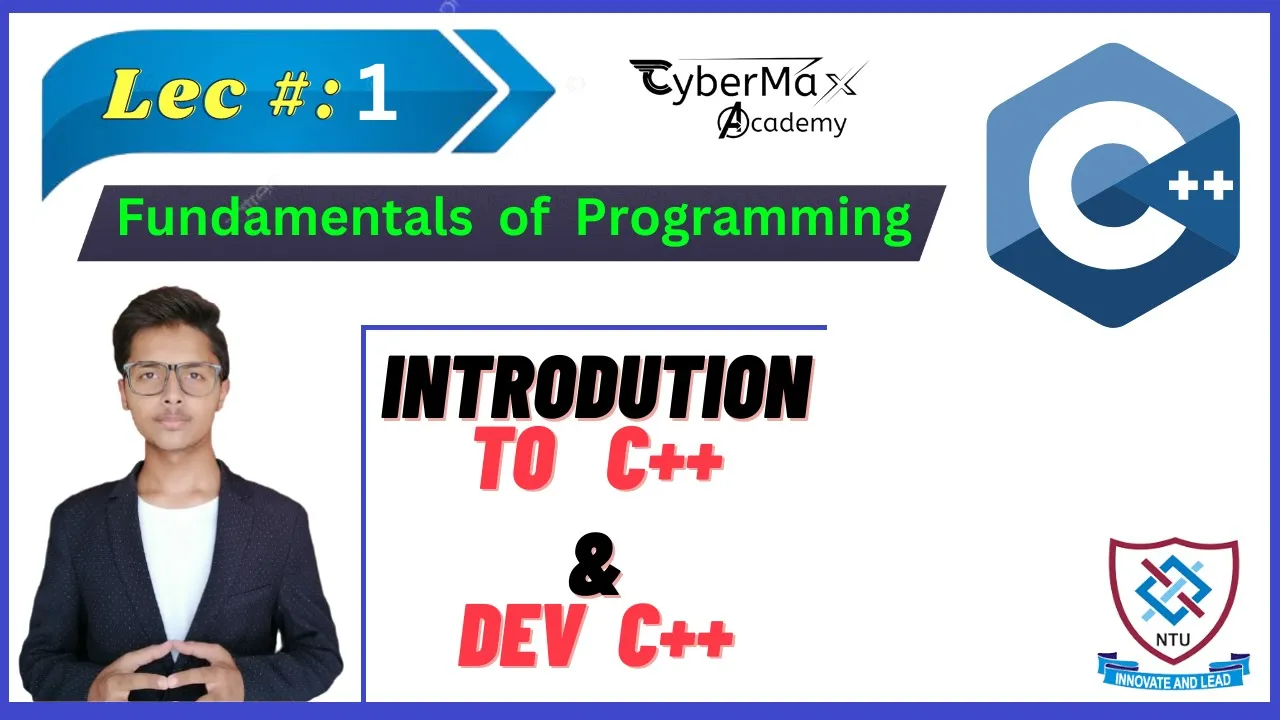 Lec #: 1
CyberMax
Academy
Fundamentals of Programming
C++
INTRODUTION
TO C++
&
DEV C++
NTU
INNOVATE AND LEAD